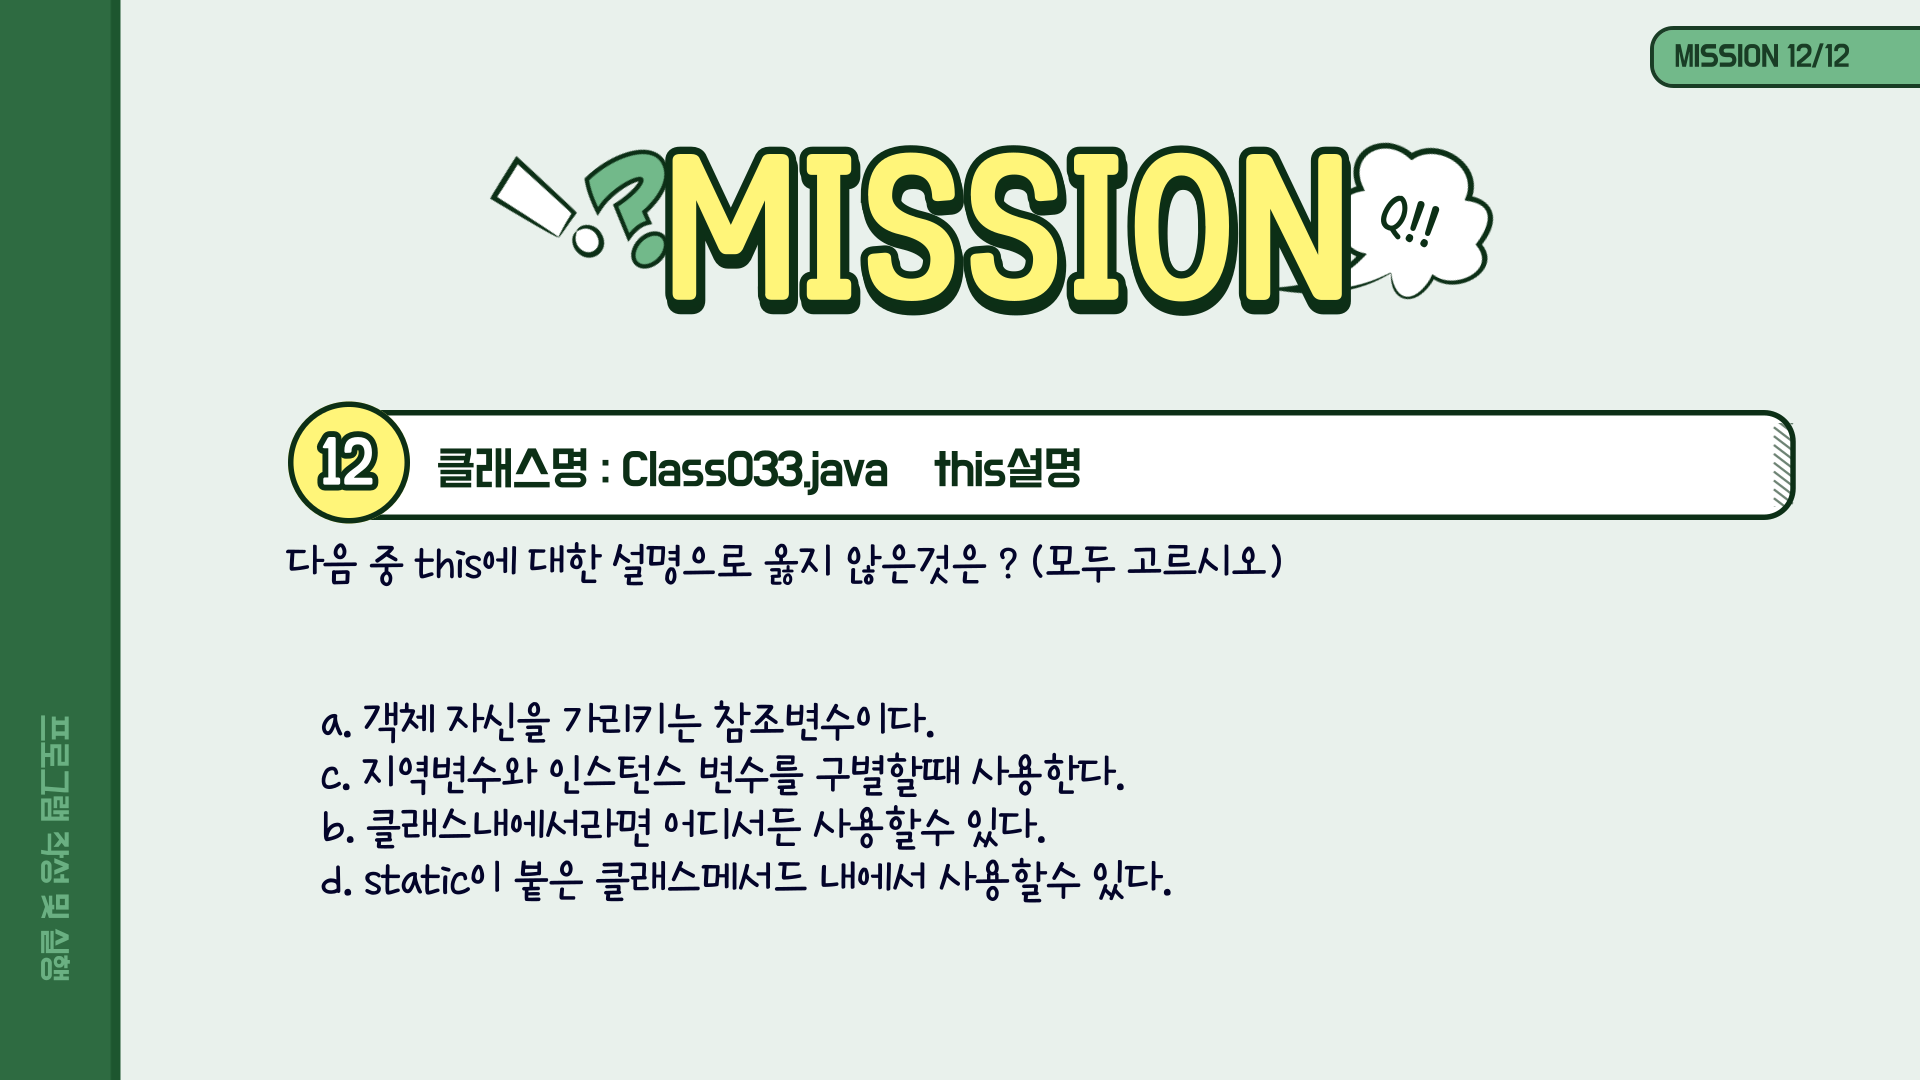 MISSION 12/12
MISSION
Q!!
12
클래스명 : Class033.java this설명
다음 중 this에 대한 설명으로 옳지 않은것은 ? (모두 고르시오)
a. 객체 자신을 가리키는 참조변수이다.
c. 지역변수와 인스턴스 변수를 구별할때 사용한다.
b. 클래스내에서라면 어디서든 사용할수 있다.
d. static이 붙은 클래스메서드 내에서 사용할수 있다.
프로그램 작성 및 실행